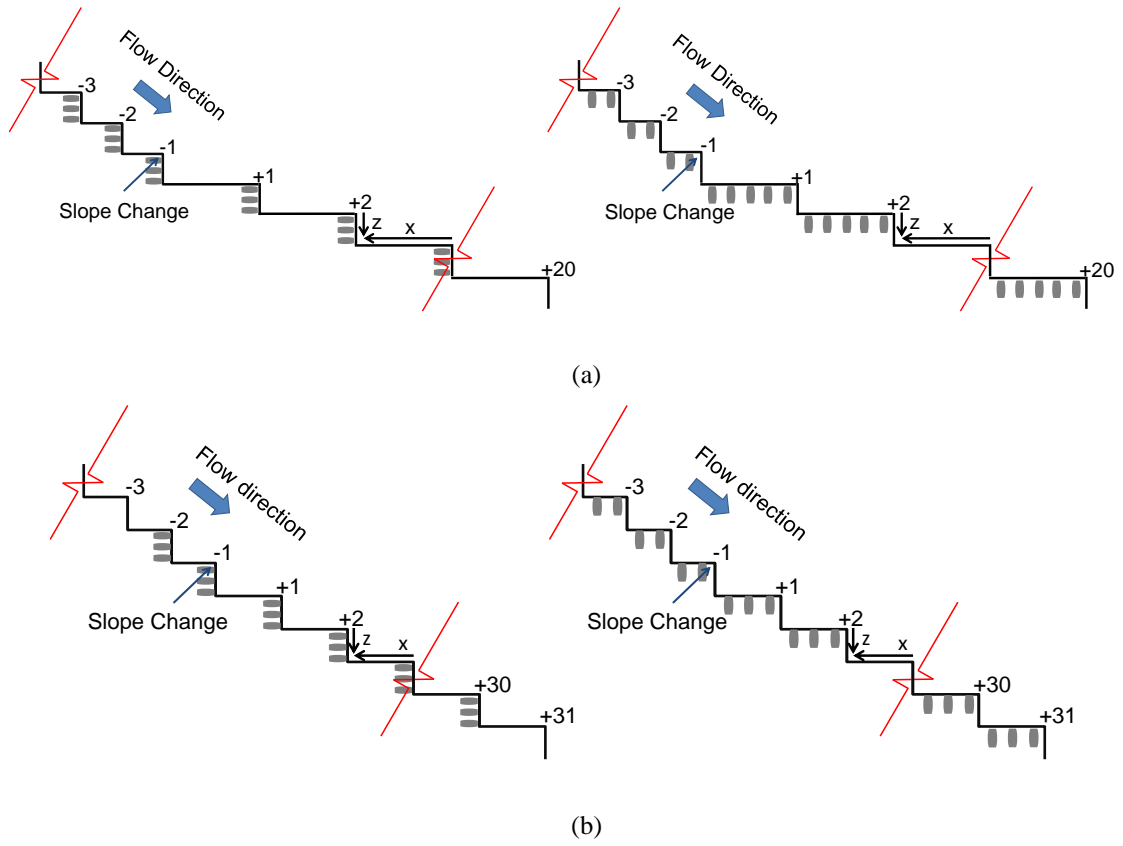 Flow Direction
-3
-2
-1
Slope Change
+1
+2
z
x
+20
Flow Direction
-3
-2
-1
Slope Change
+1
+2
z
x
+20
(a)
Flow direction
-3
-2
-1
Slope Change
+1
+2
z
x
+30
+31
Flow direction
-3
-2
-1
Slope Change
+1
+2
z
x
+30
+31
(b)